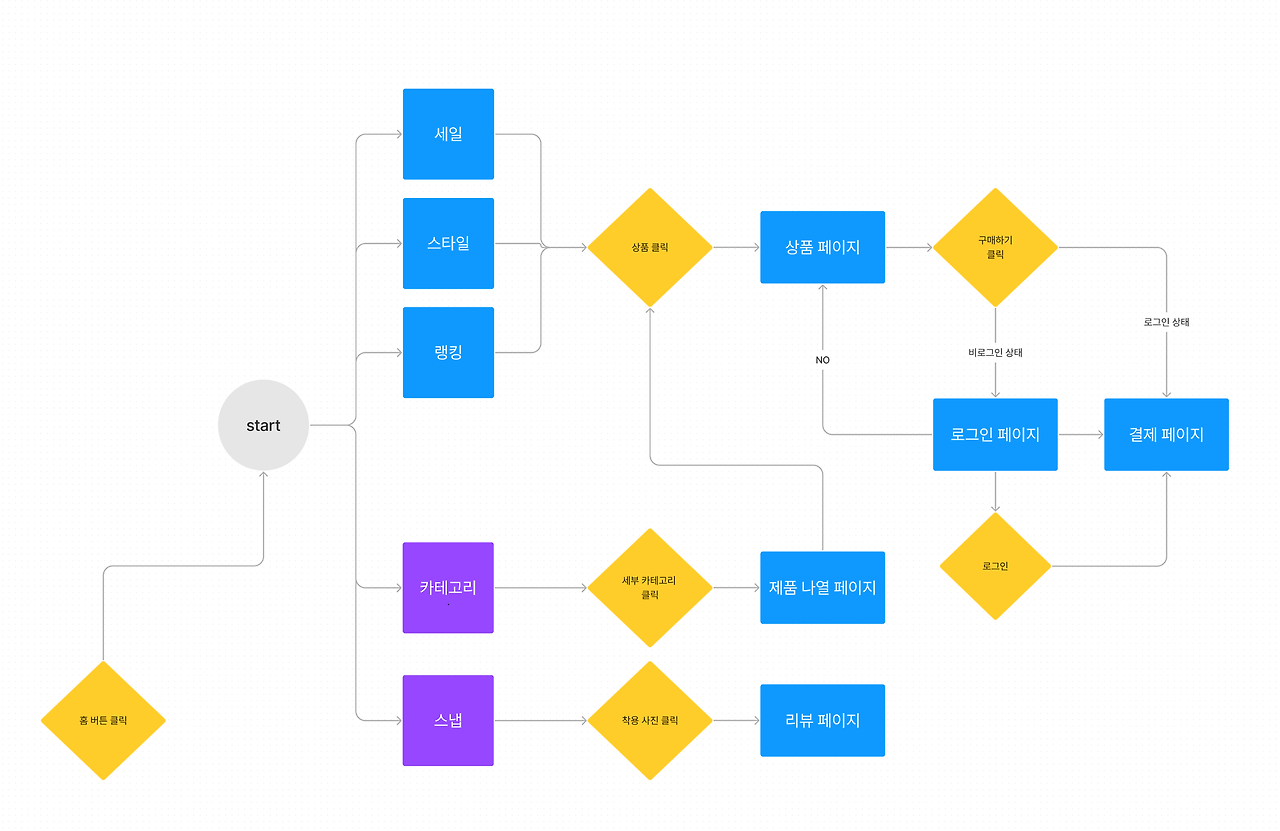 세일
스타일
랭킹
상품 클릭
상품 페이지
구매하기
클릭
로그인 상태
비로그인 상태
NO
start
로그인 페이지
결제 페이지
로그인
카테고리
.
세부 카테고리
클릭
제품 나열 페이지
홈 버튼 클릭
스냅
착용 사진 클릭
리뷰 페이지